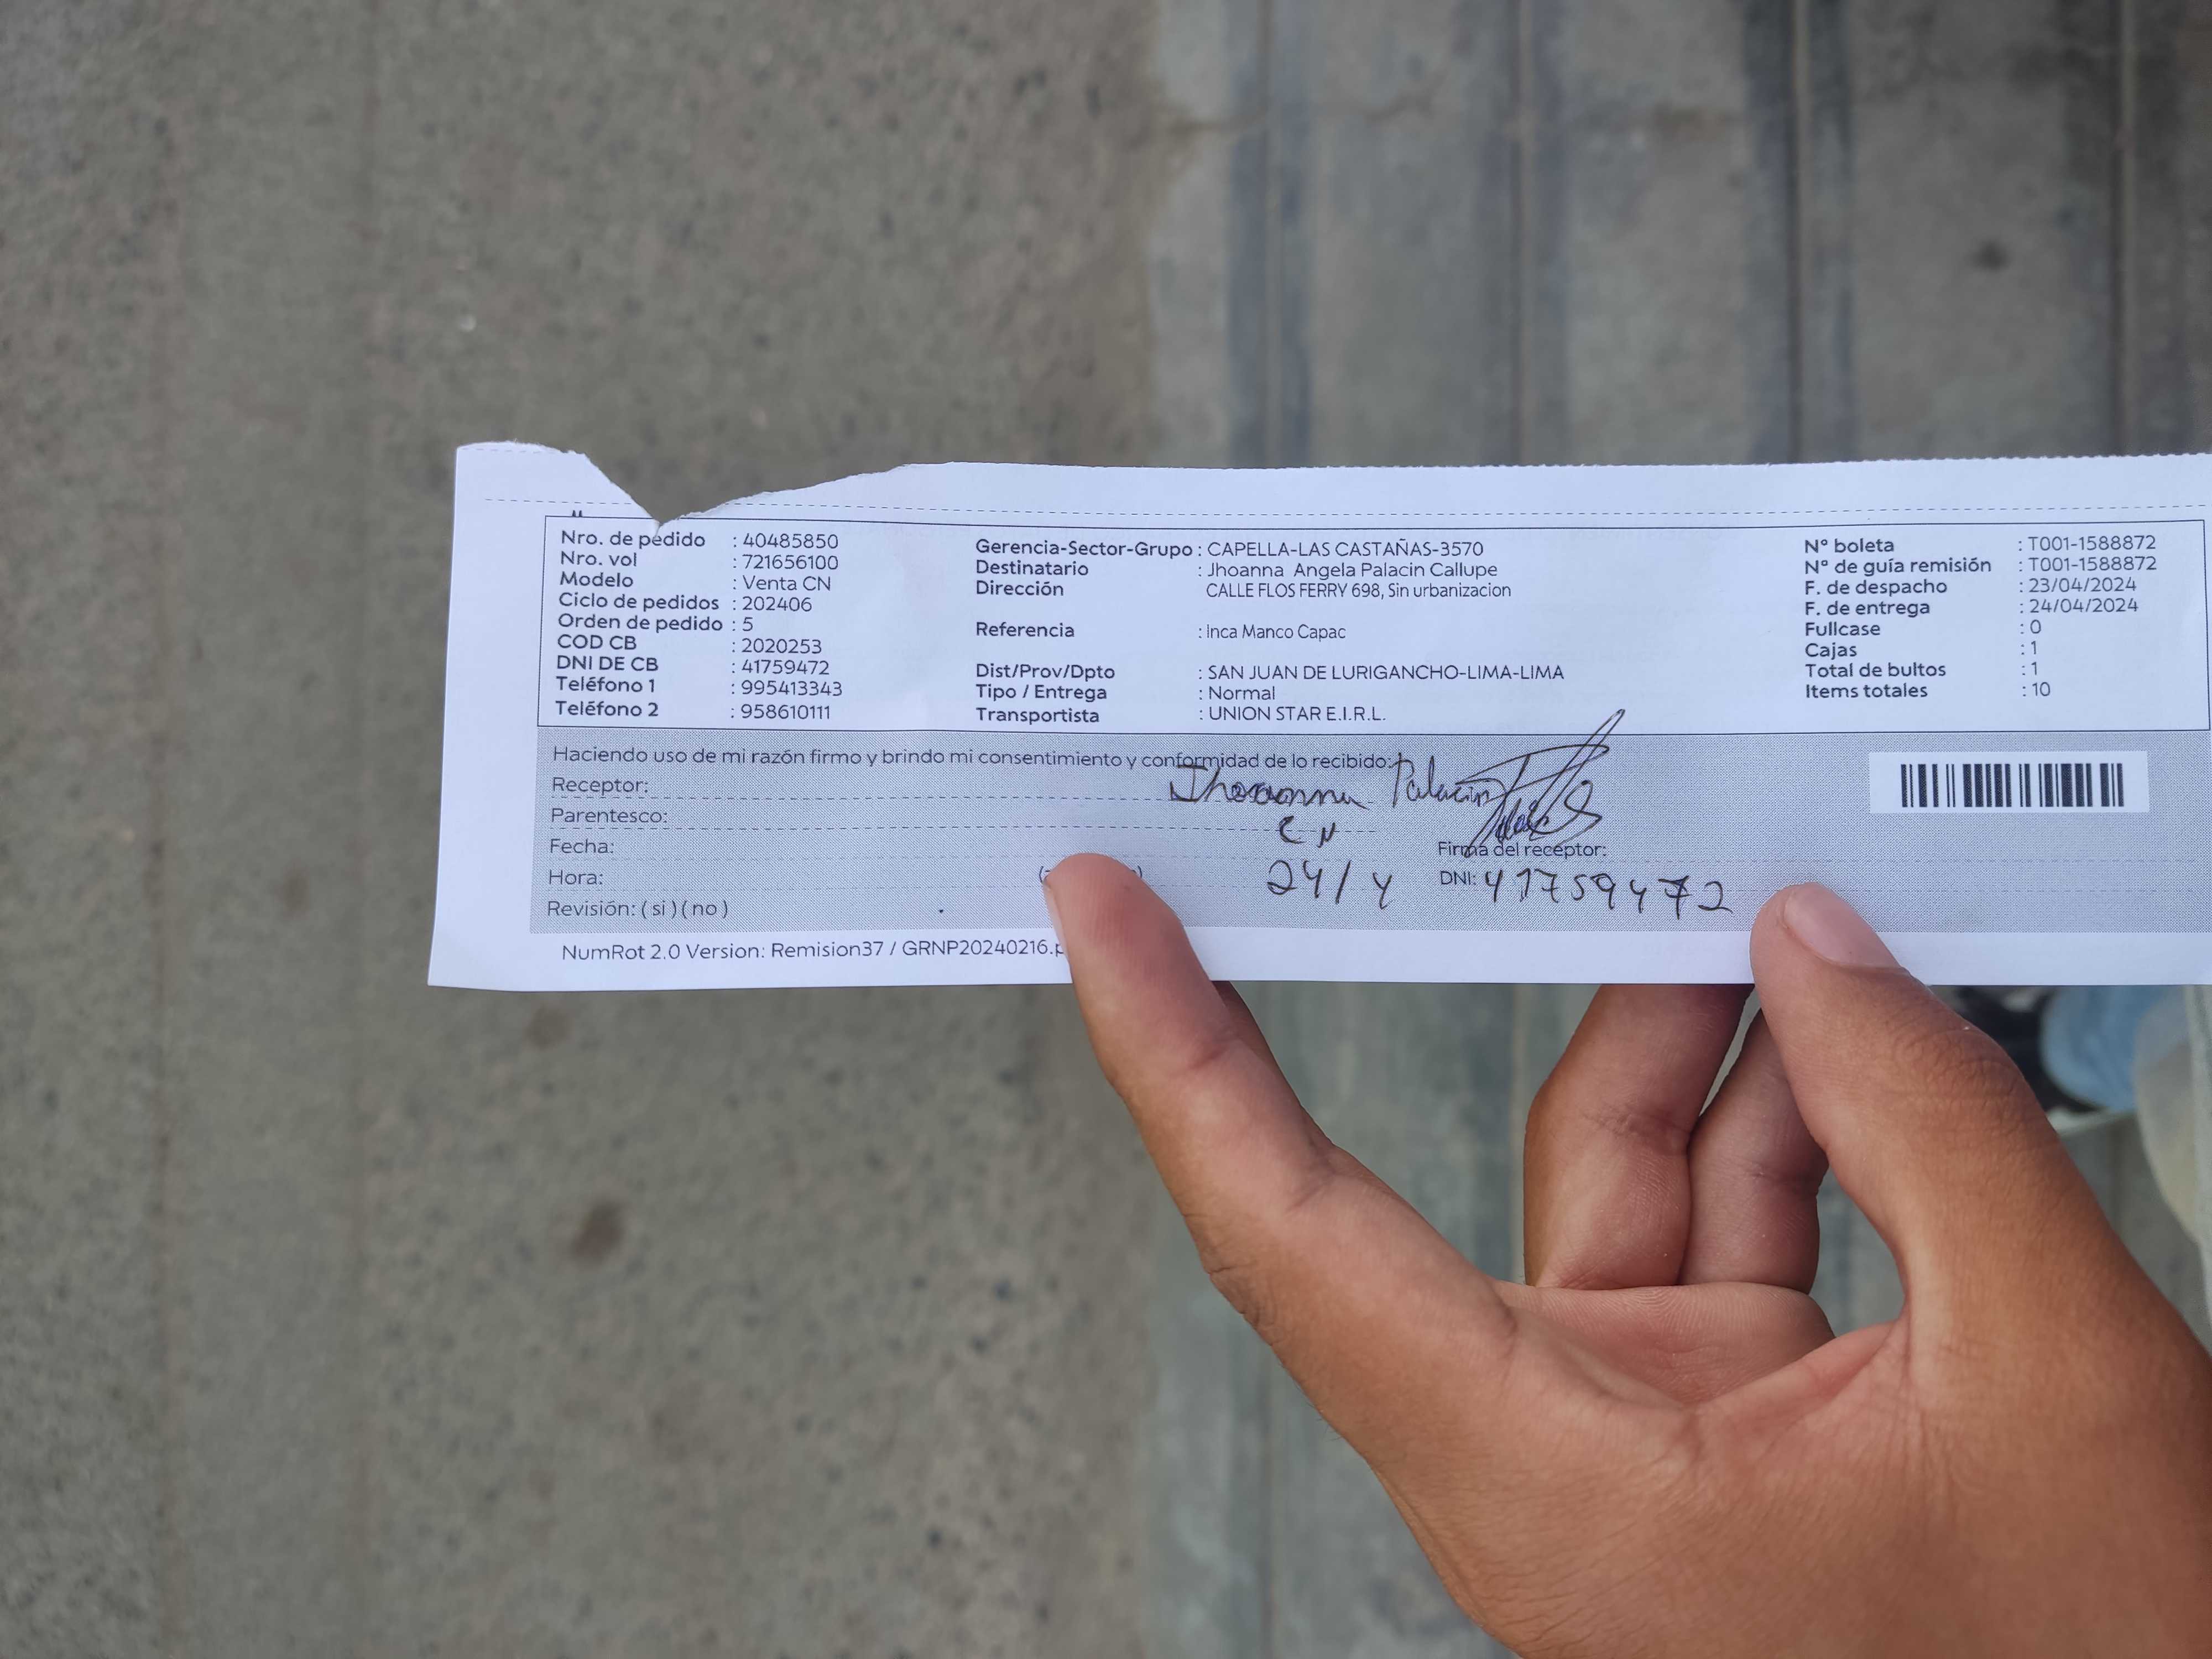 Nro. de pedido : 40485850
Nro. vol : 721656100
Modelo : Venta CN
Ciclo de pedidos : 202406
Orden de pedido : 5
COD CB : 2020253
DNI DE CB : 41759472
Teléfono 1 : 995413343
Teléfono 2 : 958610111
Gerencia-Sector-Grupo : CAPELLA-LAS CASTAÑAS-3570
Destinatario : Jhoanna Angela Palacin Callupe
Dirección CALLE FLOS FERRY 698, Sin urbanizacion
Referencia : Inca Manco Capac
Dist/Prov/Dpto : SAN JUAN DE LURIGANCHO-LIMA-LIMA
Tipo / Entrega : Normal
Transportista : UNION STAR E.I.R.L.
N° boleta : T001-1588872
N° de guía remisión : T001-1588872
F. de despacho : 23/04/2024
F. de entrega : 24/04/2024
Fullcase : 0
Cajas : 1
Total de bultos : 1
Items totales : 10
Haciendo uso de mi razón firmo y brindo mi consentimiento y conformidad de lo recibido:
Receptor: Jhoanna Palacin
Parentesco: CN
Fecha: 24/4
Hora:
Revisión: ( si ) ( no )
Firma del receptor:
DNI: 41759472
NumRot 2.0 Version: Remision37 / GRNP20240216.